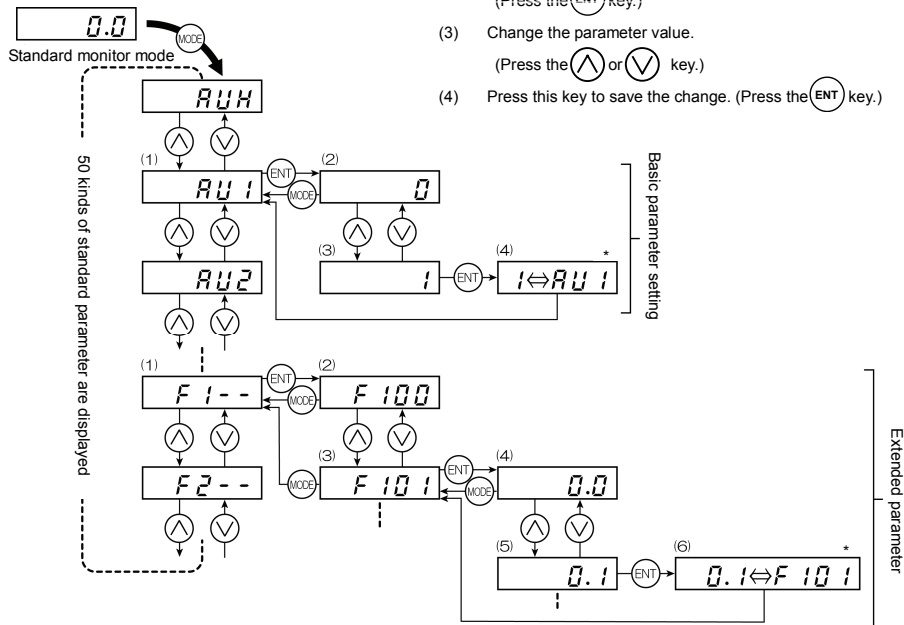 (Press the ENT key.)
(3) Change the parameter value.
(Press the or key.)
(4) Press this key to save the change. (Press the ENT key.)
0.0
MODE
Standard monitor mode
AUH
50 kinds of standard parameter are displayed
(1)
ENT
(2)
AU1
MODE
0
(3)
(4)
*
AU2
1
ENT
1⇔AU1
Basic parameter setting
(1)
ENT
(2)
F1--
MODE
F100
(3)
ENT
(4)
F2--
MODE
F101
MODE
0.0
(5)
(6)
*
0.1
ENT
0.1⇔F101
Extended parameter